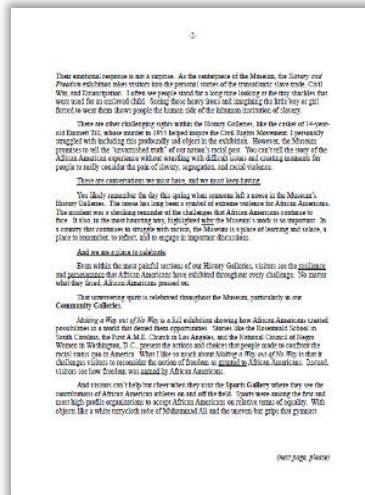 -2-
Their emotional response is not a surprise. As the centerpiece of the Museum, the Slavery and
Freedom exhibition takes visitors into the personal stories of the transatlantic slave trade, Civil
War, and Emancipation. I often see people stand for a long time looking at the tiny shackles that
were used for an enslaved child. Seeing those heavy irons and imagining the little boy or girl
forced to wear them shows people the human side of the inhuman institution of slavery.
There are other challenging sights within the History Galleries, like the casket of 14-year-
old Emmett Till, whose murder in 1955 helped inspire the Civil Rights Movement. I personally
struggled with including this profoundly sad object in the exhibition. However, the Museum
promises to tell the "unvarnished truth" of our nation's racial past. You can't tell the story of the
African American experience without wrestling with difficult issues and creating moments for
people to really consider the pain of slavery, segregation, and racial violence.
These are conversations we must have, and we must keep having.
You likely remember the day this spring when someone left a noose in the Museum's
History Galleries. The noose has long been a symbol of extreme violence for African Americans.
The incident was a shocking reminder of the challenges that African Americans continue to
face. It also, in the most haunting way, highlighted why the Museum's work is so important. In
a country that continues to struggle with racism, the Museum is a place of learning and solace, a
place to remember, to reflect, and to engage in important discussions.
And we are a place to celebrate.
Even within the most painful sections of our History Galleries, visitors see the resilience
and perseverance that African Americans have exhibited throughout every challenge. No matter
what they faced, African Americans pressed on.
That unwavering spirit is celebrated throughout the Museum, particularly in our
Community Galleries.
Making a Way out of No Way is a full exhibition showing how African Americans created
possibilities in a world that denied them opportunities. Stories like the Rosenwald School in
South Carolina, the First A.M.E. Church in Los Angeles, and the National Council of Negro
Women in Washington, D.C., present the actions and choices that people made to confront the
racial status quo in America. What I like so much about Making a Way out of No Way is that it
challenges visitors to reconsider the notion of freedom as granted to African Americans. Instead,
visitors see how freedom was earned by African Americans.
And visitors can't help but cheer when they visit the Sports Gallery where they see the
contributions of African American athletes on and off the field. Sports were among the first and
most high-profile organizations to accept African Americans on relative terms of equality. With
objects like a white terrycloth robe of Muhammad Ali and the uneven-bar grips that gymnast
(next page, please)